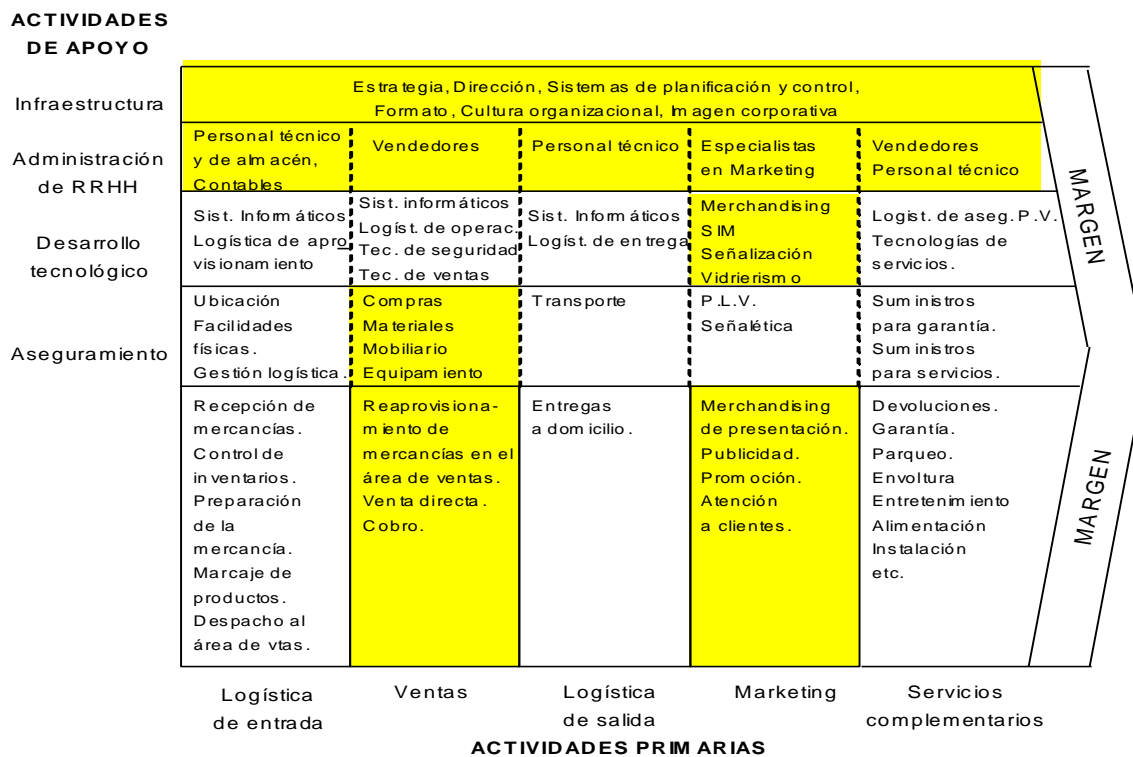 ACTIVIDADES
DE APOYO
Infraestructura
Estrategia, Dirección, Sistemas de planificación y control,
Formato, Cultura organizacional, Imagen corporativa
Administración
de RRHH
Personal técnico
y de almacén,
Contables
Vendedores
Personal técnico
Especialistas
en Marketing
Vendedores
Personal técnico
Desarrollo
tecnológico
Sist. Informáticos
Logística de apro_
visionamiento
Sist. informáticos
Logíst. de operac.
Tec. de seguridad
Tec. de ventas
Sist. Informáticos
Logíst. de entrega
Merchandising
SIM
Señalización
Vidrierismo
Logist. de aseg. P.V.
Tecnologías de
servicios.
Aseguramiento
Ubicación
Facilidades
físicas.
Gestión logística.
Compras
Materiales
Mobiliario
Equipamiento
Transporte
P.L.V.
Señalética
Suministros
para garantía.
Suministros
para servicios.
Recepción de
mercancías.
Control de
inventarios.
Preparación
de la
mercancía.
Marcaje de
productos.
Despacho al
área de vtas.
Reaprovisiona-
miento de
mercancías en el
área de ventas.
Venta directa.
Cobro.
Entregas
a domicilio.
Merchandising
de presentación.
Publicidad.
Promoción.
Atención
a clientes.
Devoluciones.
Garantía.
Parqueo.
Envoltura
Entretenimiento
Alimentación
Instalación
etc.
MARGEN
MARGEN
Logística
de entrada
Ventas
Logística
de salida
Marketing
Servicios
complementarios
ACTIVIDADES PRIMARIAS